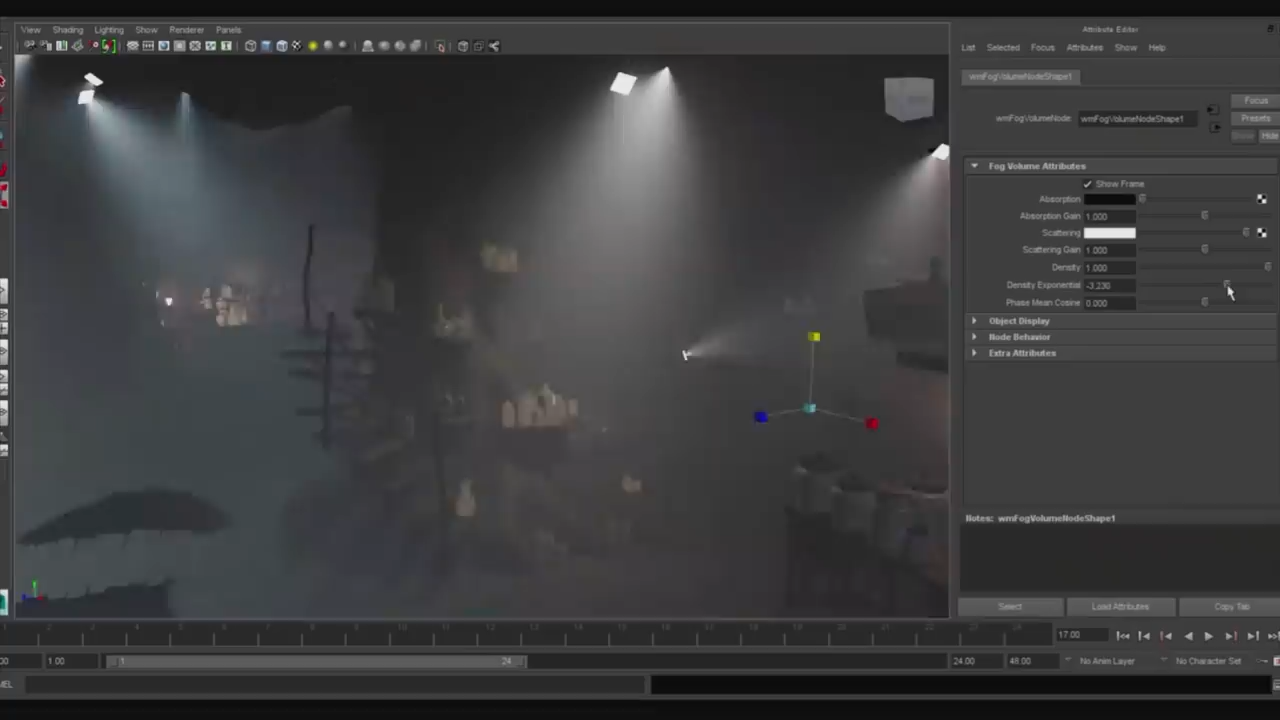 View Shading Lighting Show Renderer Panels
Attribute Editor
List Selected Focus Attributes Show Help
wmFogVolumeNodeShape1
Focus
wmFogVolumeNode: wmFogVolumeNodeShape1
Presets
Show Hide
Fog Volume Attributes
Show Frame
Absorption
Absorption Gain 1.000
Scattering
Scattering Gain 1.000
Density 1.000
Density Exponential -3.230
Phase Mean Cosine 0.000
Object Display
Node Behavior
Extra Attributes
Notes: wmFogVolumeNodeShape1
Select Load Attributes Copy Tab
17.00
1.00 1 24 24.00 48.00 No Anim Layer No Character Set
MEL